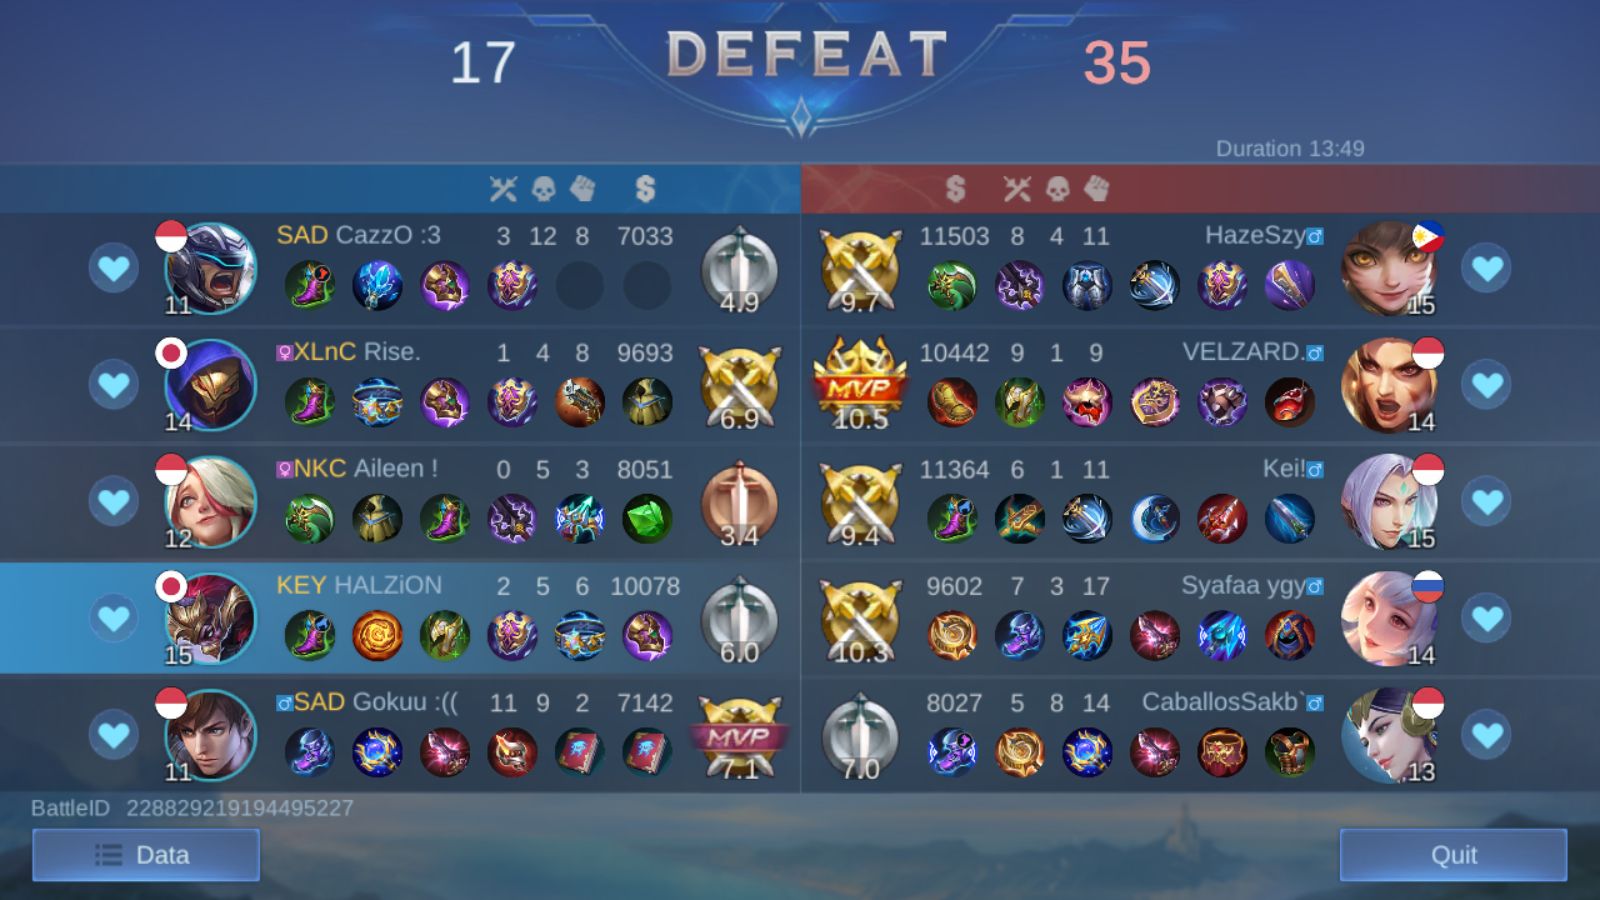 17 DEFEAT 35
Duration 13:49
SAD CazzO :3 3 12 8 7033
11 4.9
11503 8 4 11 HazeSzy
9.7 15
XLnC Rise. 1 4 8 9693
14 6.9
10442 9 1 9 VELZARD.
MVP
10.5 14
NKC Aileen ! 0 5 3 8051
12 3.4
11364 6 1 11 Kei!
9.4 15
KEY HALZiON 2 5 6 10078
15 6.0
9602 7 3 17 Syafaa ygy
10.3 14
SAD Gokuu :(( 11 9 2 7142
MVP
11 7.1
8027 5 8 14 CaballosSakb`
7.0 13
BattleID 228829219194495227
Data Quit